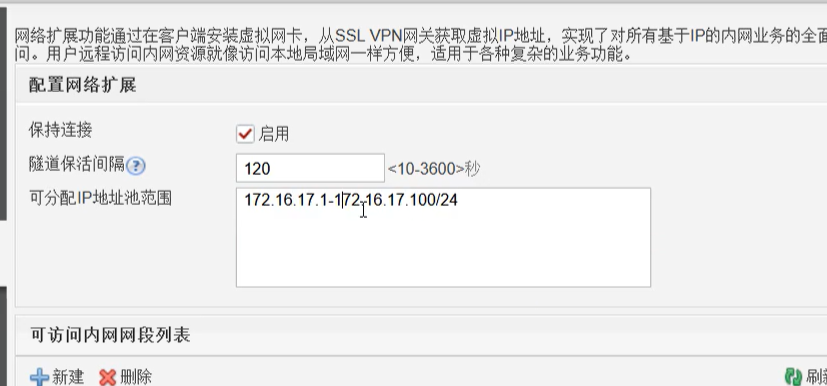 网络扩展功能通过在客户端安装虚拟网卡，从SSL VPN网关获取虚拟IP地址，实现了对所有基于IP的内网业务的全面
问。用户远程访问内网资源就像访问本地局域网一样方便，适用于各种复杂的业务功能。
配置网络扩展
保持连接 启用
隧道保活间隔 120 <10-3600>秒
可分配IP地址池范围 172.16.17.1-172.16.17.100/24
可访问内网网段列表
新建 删除 刷新